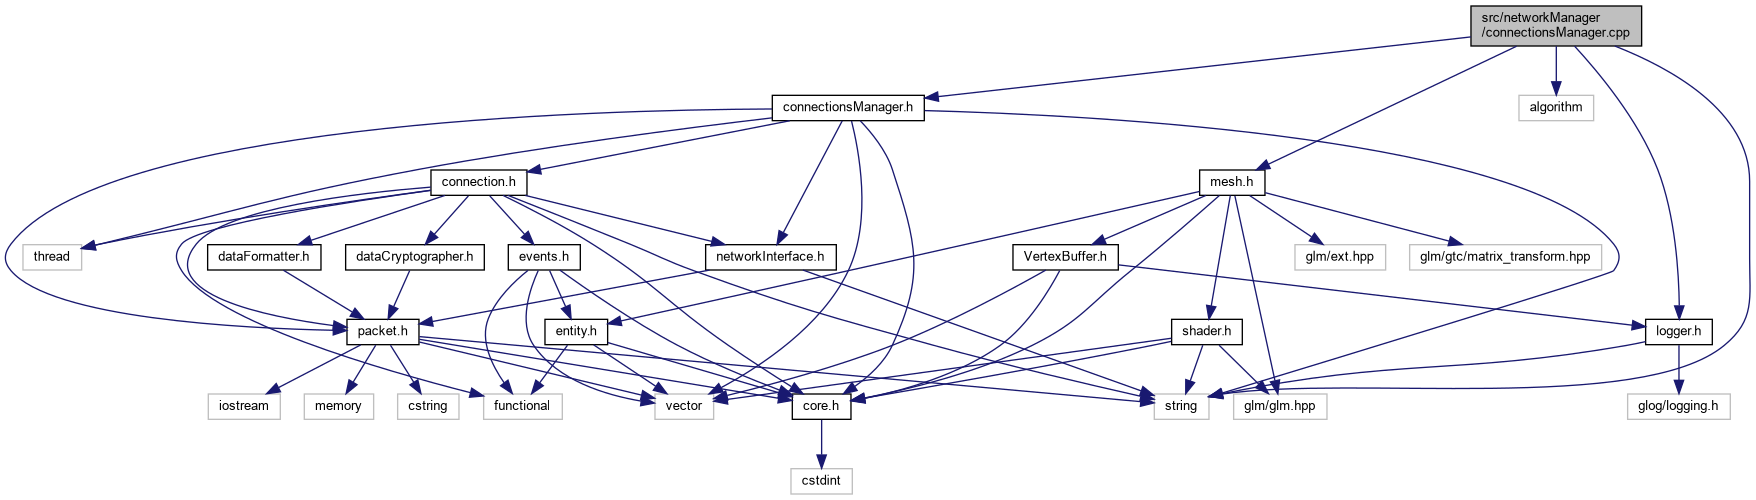 src/networkManager
/connectionsManager.cpp
connectionsManager.h
algorithm
connection.h
mesh.h
thread
dataFormatter.h
dataCryptographer.h
events.h
networkInterface.h
VertexBuffer.h
glm/ext.hpp
glm/gtc/matrix_transform.hpp
packet.h
entity.h
shader.h
logger.h
iostream
memory
cstring
functional
vector
core.h
string
glm/glm.hpp
glog/logging.h
cstdint